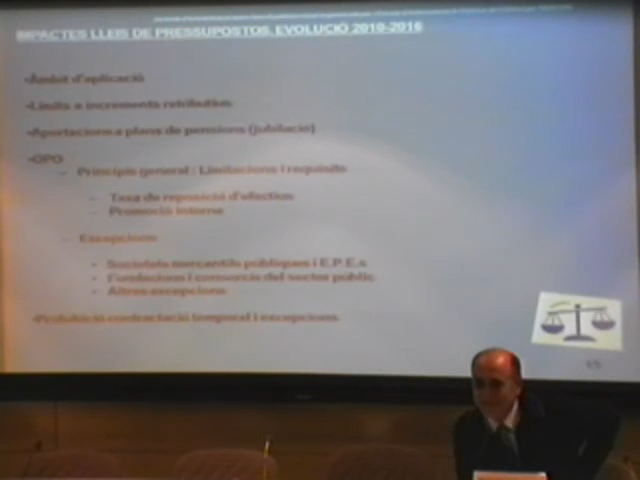 IMPACTES LLEIS DE PRESSUPOSTOS. EVOLUCIÓ 2010-2016
•Àmbit d'aplicació
•Límits a increments retributius
•Aportacions a plans de pensions (jubilació)
•OPO
– Principis general : Limitacions i requisits
– Taxa de reposició d'efectius
– Promoció interna
– Excepcions
• Societats mercantils públiques i E.P.E.s
• Fundacions i consorcis del sector públic
• Altres excepcions
•Prohibició contractació temporal i excepcions